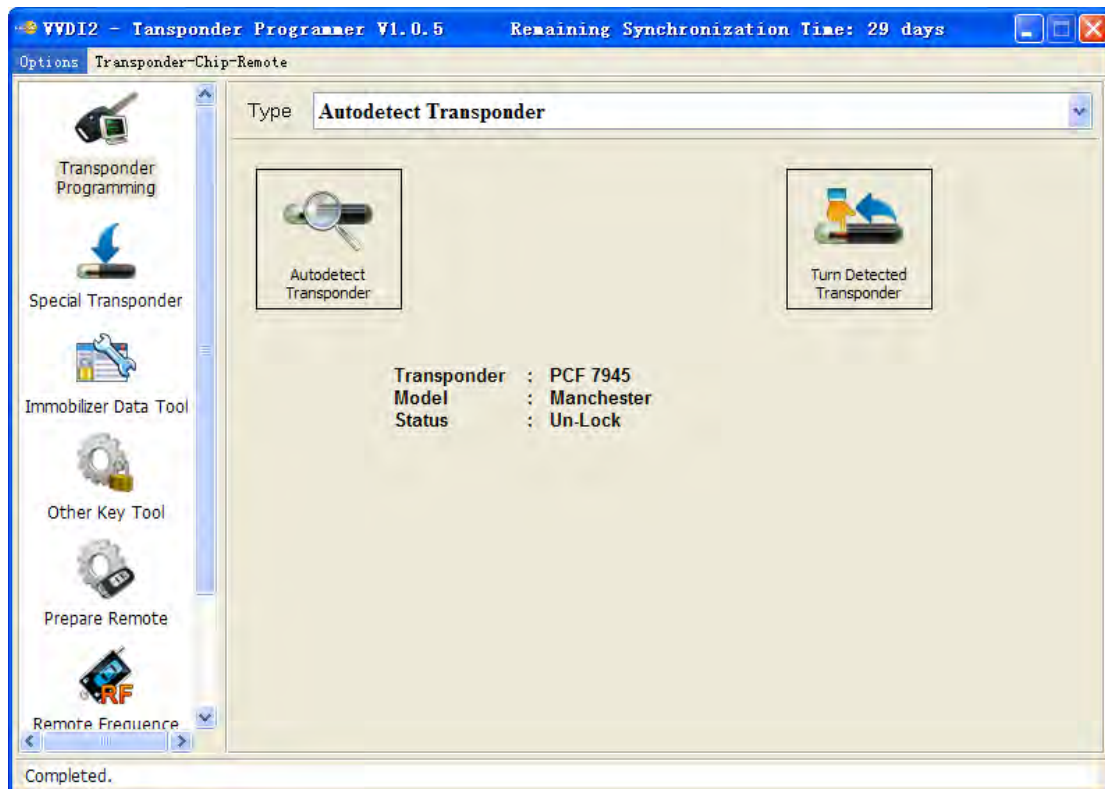 VVDI2 - Tansponder Programmer V1.0.5 Remaining Synchronization Time: 29 days
Options Transponder-Chip-Remote
Transponder
Programming
Special Transponder
Immobilizer Data Tool
Other Key Tool
Prepare Remote
RF
Remote Frequence
Type Autodetect Transponder
Autodetect
Transponder
Turn Detected
Transponder
Transponder : PCF 7945
Model : Manchester
Status : Un-Lock
Completed.